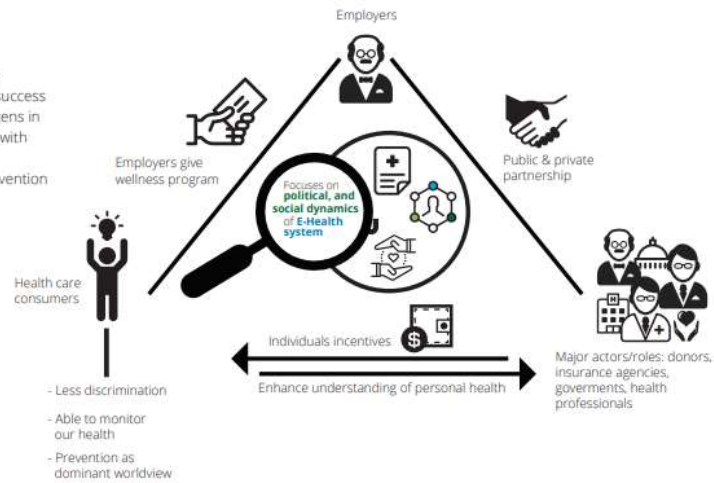 Employers
success
tens in
with
vention
Employers give
wellness program
Public & private
partnership
Focuses on
political, and
social dynamics
of E-Health
system
Health care
consumers
H
$
Individuals incentives
Enhance understanding of personal health
Major actors/roles: donors,
insurance agencies,
goverments, health
professionals
- Less discrimination
- Able to monitor
our health
- Prevention as
dominant worldview